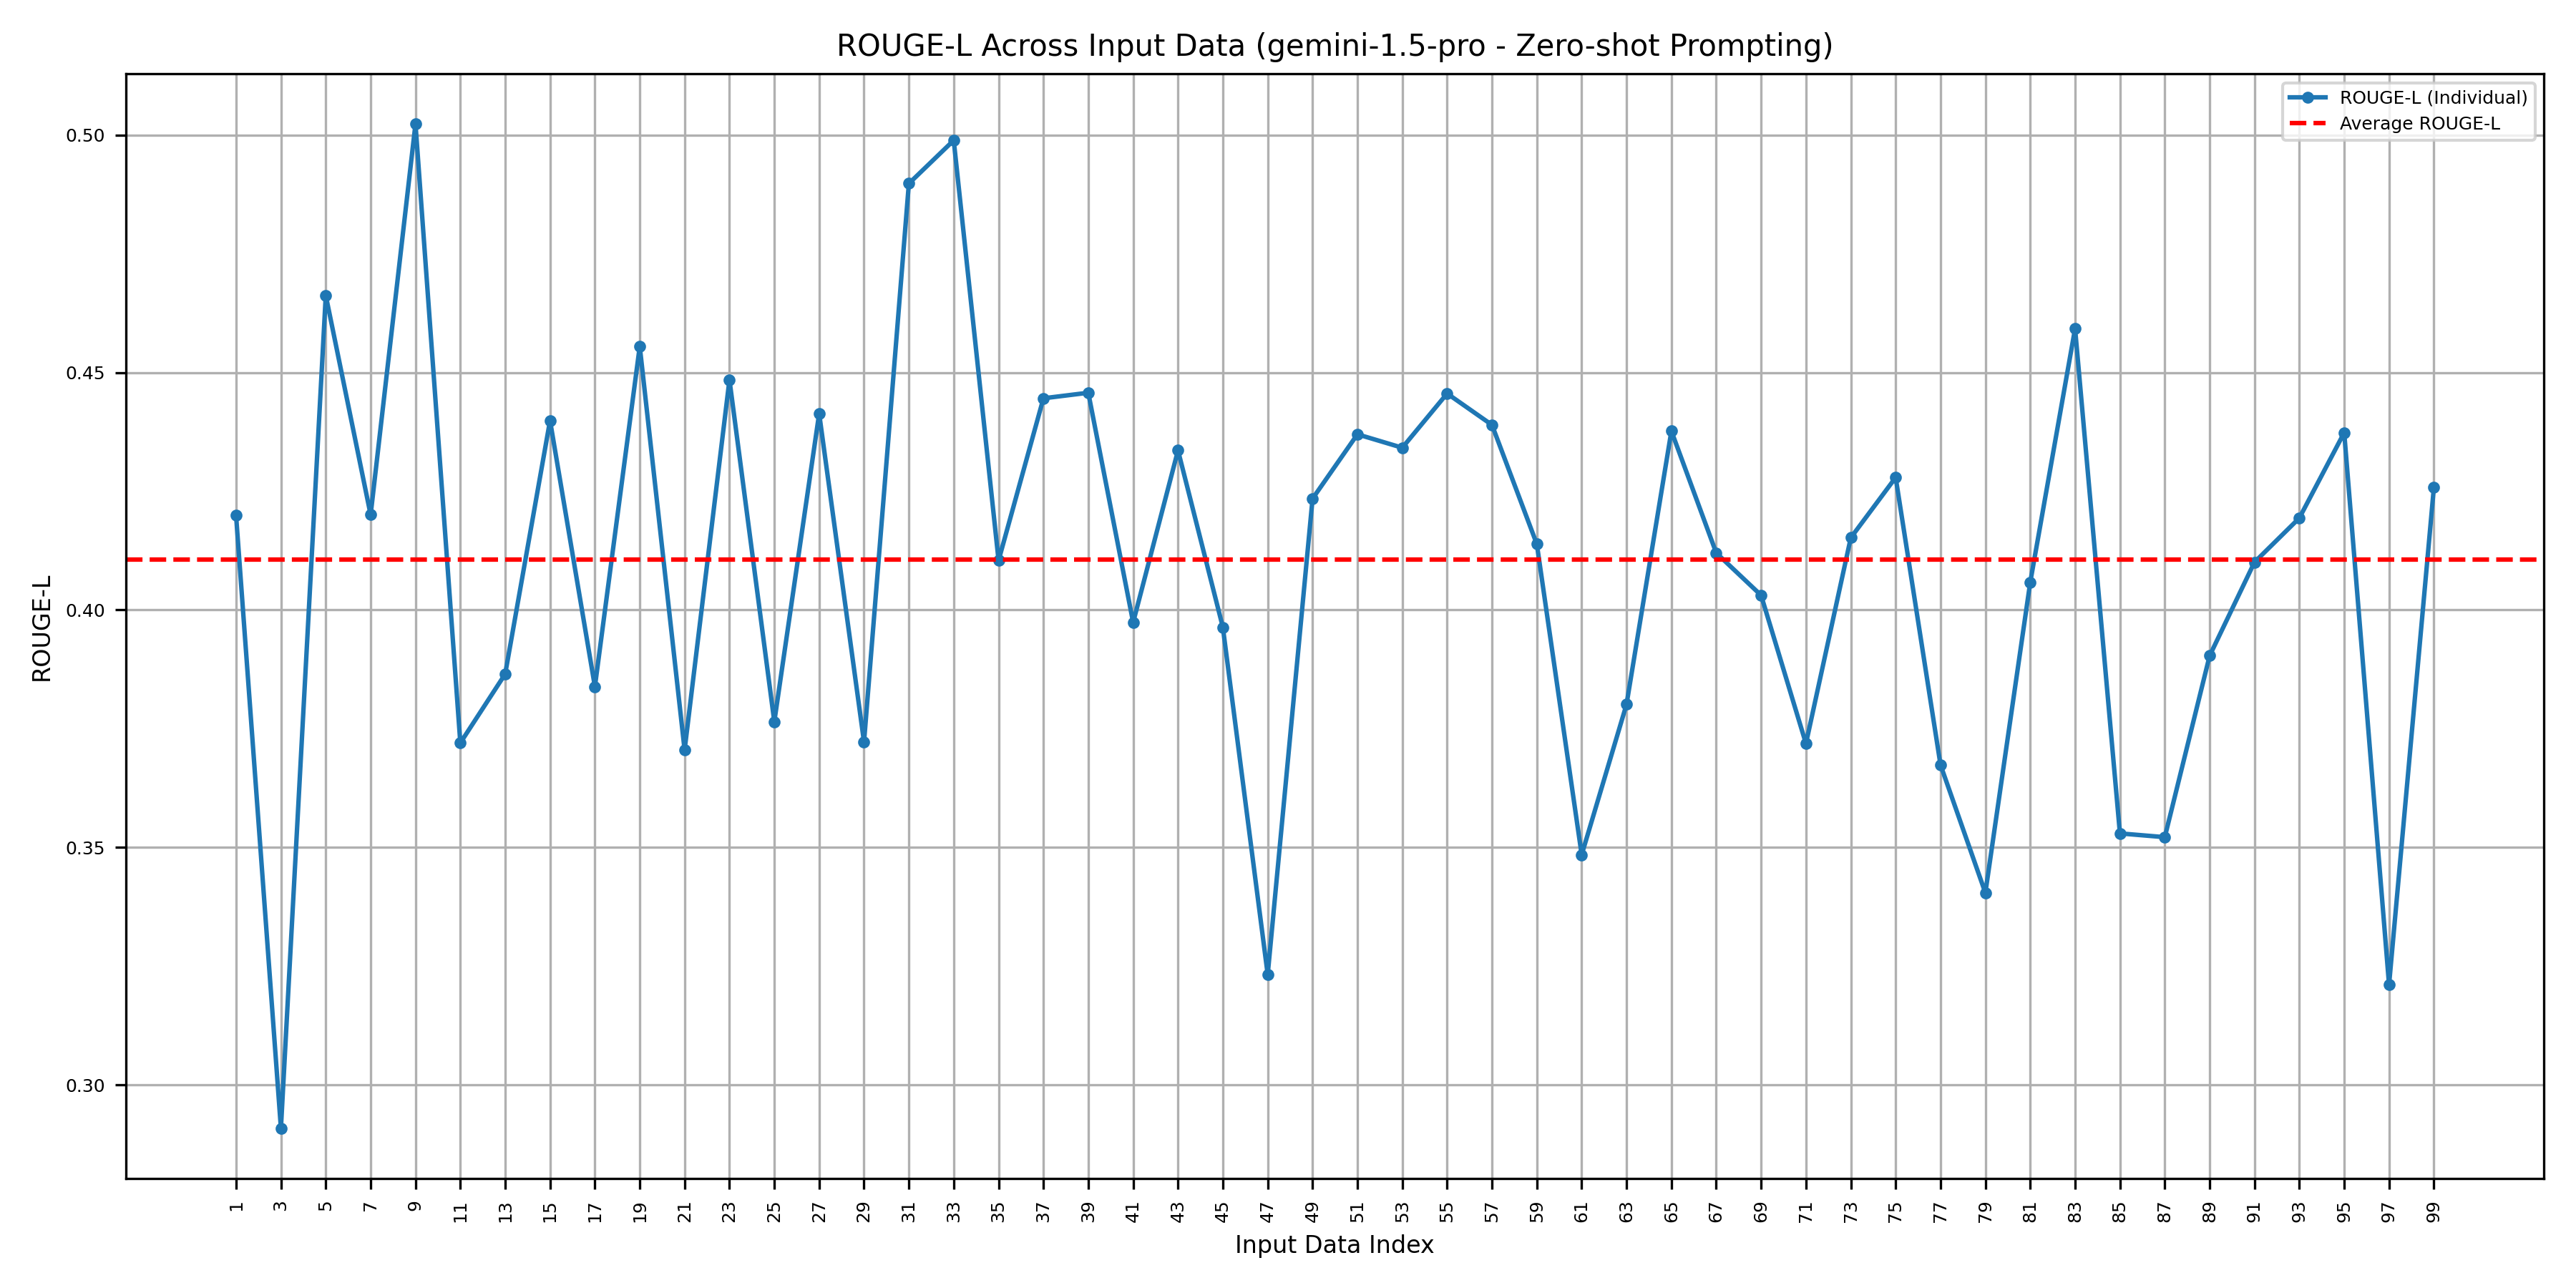 ROUGE-L Across Input Data (gemini-1.5-pro - Zero-shot Prompting)
ROUGE-L (Individual)
Average ROUGE-L
ROUGE-L
0.50
0.45
0.40
0.35
0.30
1 3 5 7 9 11 13 15 17 19 21 23 25 27 29 31 33 35 37 39 41 43 45 47 49 51 53 55 57 59 61 63 65 67 69 71 73 75 77 79 81 83 85 87 89 91 93 95 97 99
Input Data Index